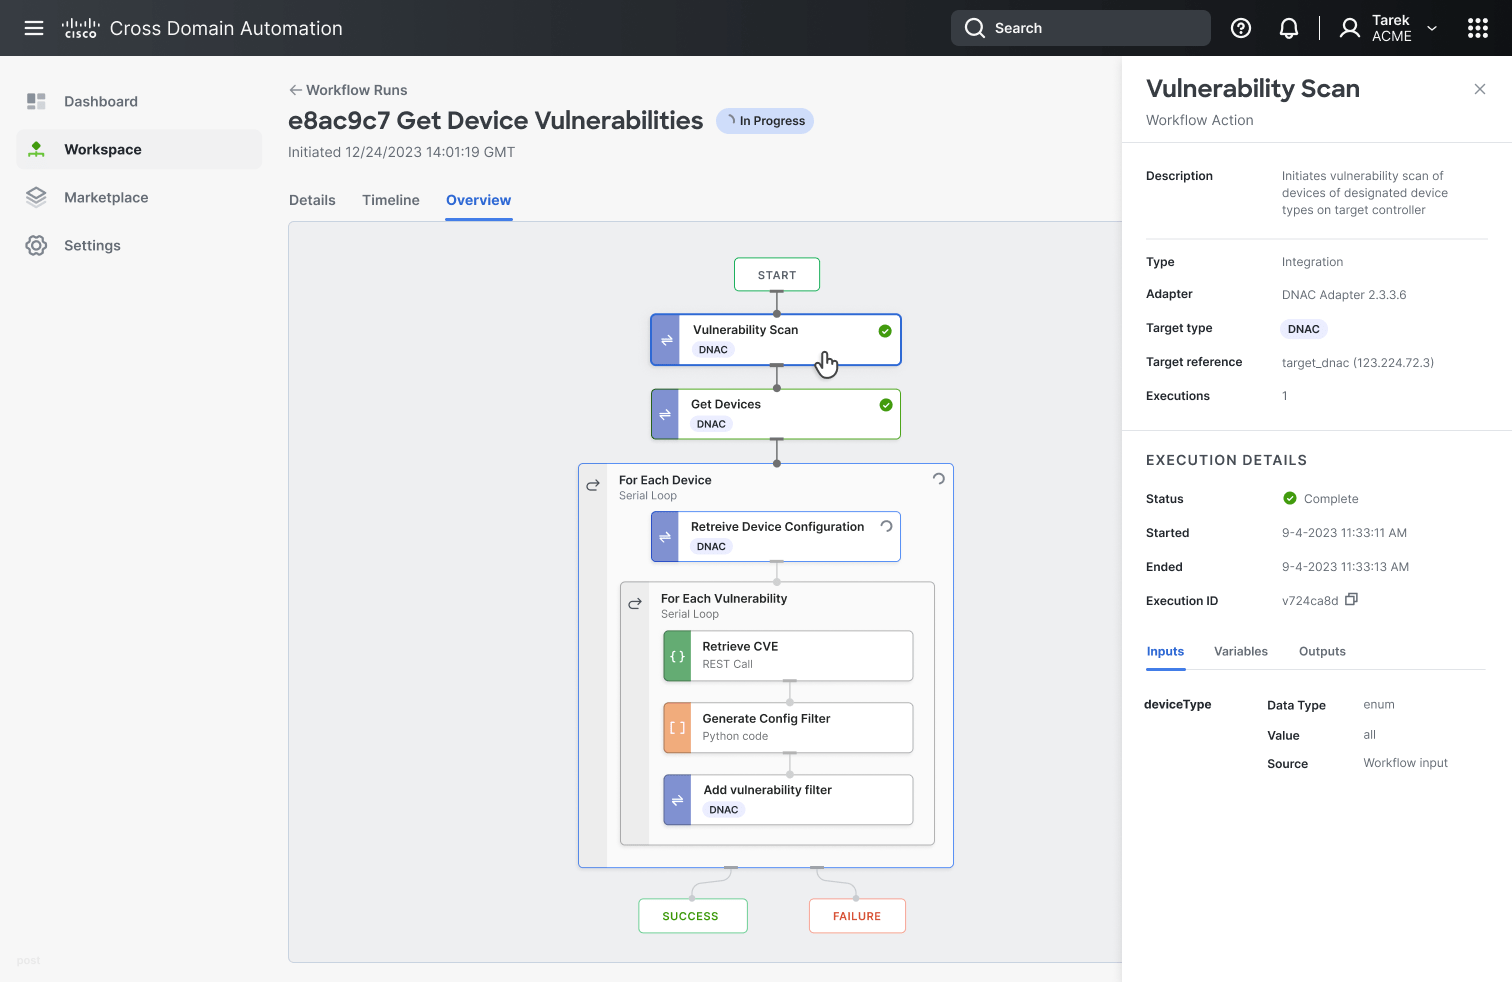 CISCO
Cross Domain Automation
Search
Tarek
ACME
Dashboard
Workspace
Marketplace
Settings
Workflow Runs
e8ac9c7 Get Device Vulnerabilities
In Progress
Initiated 12/24/2023 14:01:19 GMT
Details
Timeline
Overview
START
Vulnerability Scan
DNAC
Get Devices
DNAC
For Each Device
Serial Loop
Retreive Device Configuration
DNAC
For Each Vulnerability
Serial Loop
{ }
Retrieve CVE
REST Call
[ ]
Generate Config Filter
Python code
Add vulnerability filter
DNAC
SUCCESS
FAILURE
post
Vulnerability Scan
Workflow Action
Description
Initiates vulnerability scan of
devices of designated device
types on target controller
Type
Integration
Adapter
DNAC Adapter 2.3.3.6
Target type
DNAC
Target reference
target_dnac (123.224.72.3)
Executions
1
EXECUTION DETAILS
Status
Complete
Started
9-4-2023 11:33:11 AM
Ended
9-4-2023 11:33:13 AM
Execution ID
v724ca8d
Inputs
Variables
Outputs
deviceType
Data Type
enum
Value
all
Source
Workflow input